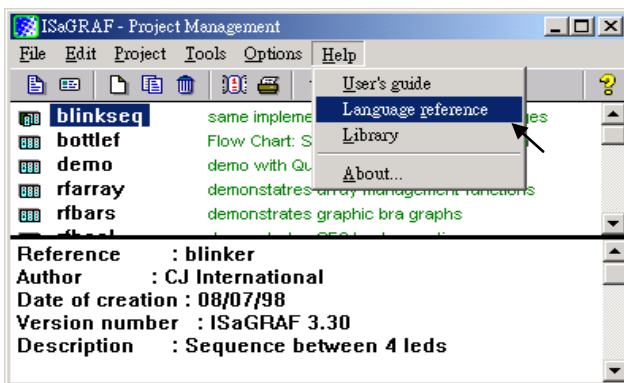 ISaGRAF - Project Management
File Edit Project Tools Options Help
User's guide
Language reference
Library
About...
blinkseq same impleme es
bottlef Flow Chart: S
demo demo with Qu
rfarray demonstatres array management functions
rfbars demonstrates graphic bra graphs
Reference : blinker
Author : CJ International
Date of creation : 08/07/98
Version number : ISaGRAF 3.30
Description : Sequence between 4 leds